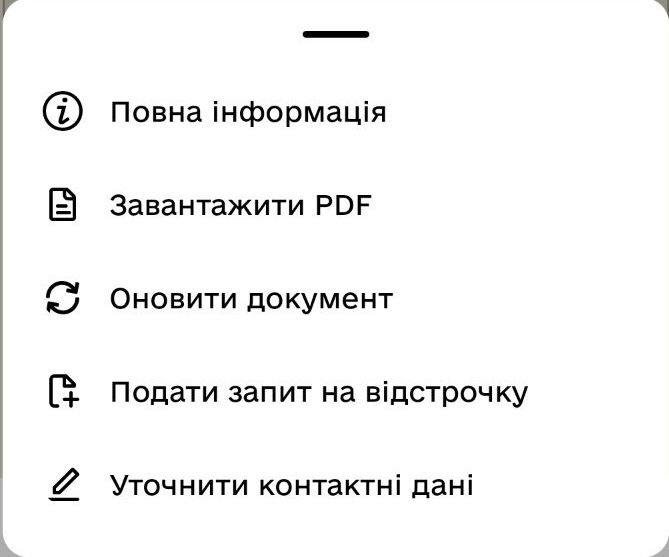 Повна інформація
Завантажити PDF
Оновити документ
Подати запит на відстрочку
Уточнити контактні дані